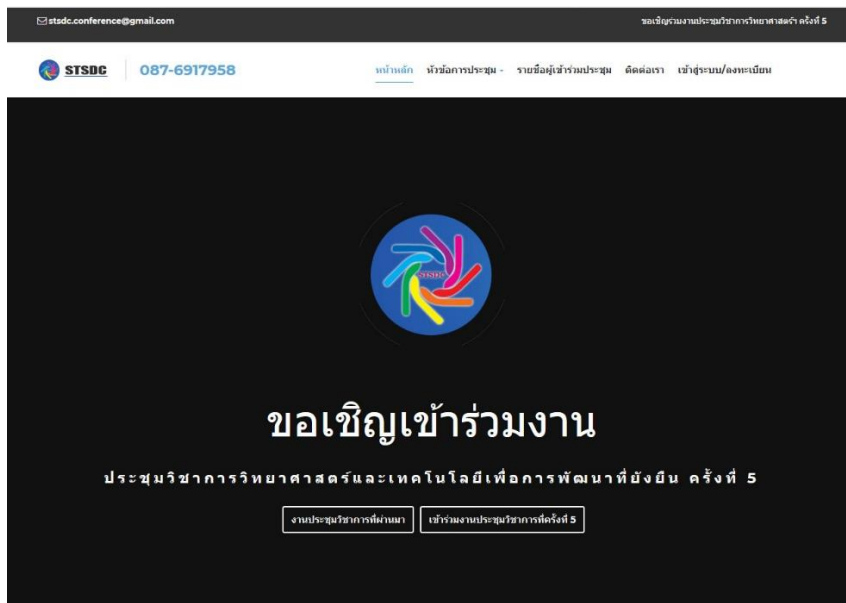 stsdc.conference@gmail.com
ขอเชิญร่วมงานประชุมวิชาการวิทยาศาสตร์ฯ ครั้งที่ 5
STSDC
087-6917958
หน้าหลัก หัวข้อการประชุม รายชื่อผู้เข้าร่วมประชุม ติดต่อเรา เข้าสู่ระบบ/ลงทะเบียน
STSDC
ขอเชิญเข้าร่วมงาน
ประชุมวิชาการวิทยาศาสตร์และเทคโนโลยีเพื่อการพัฒนาที่ยังยืน ครั้งที่ 5
งานประชุมวิชาการที่ผ่านมา
เข้าร่วมงานประชุมวิชาการที่ครั้งที่ 5